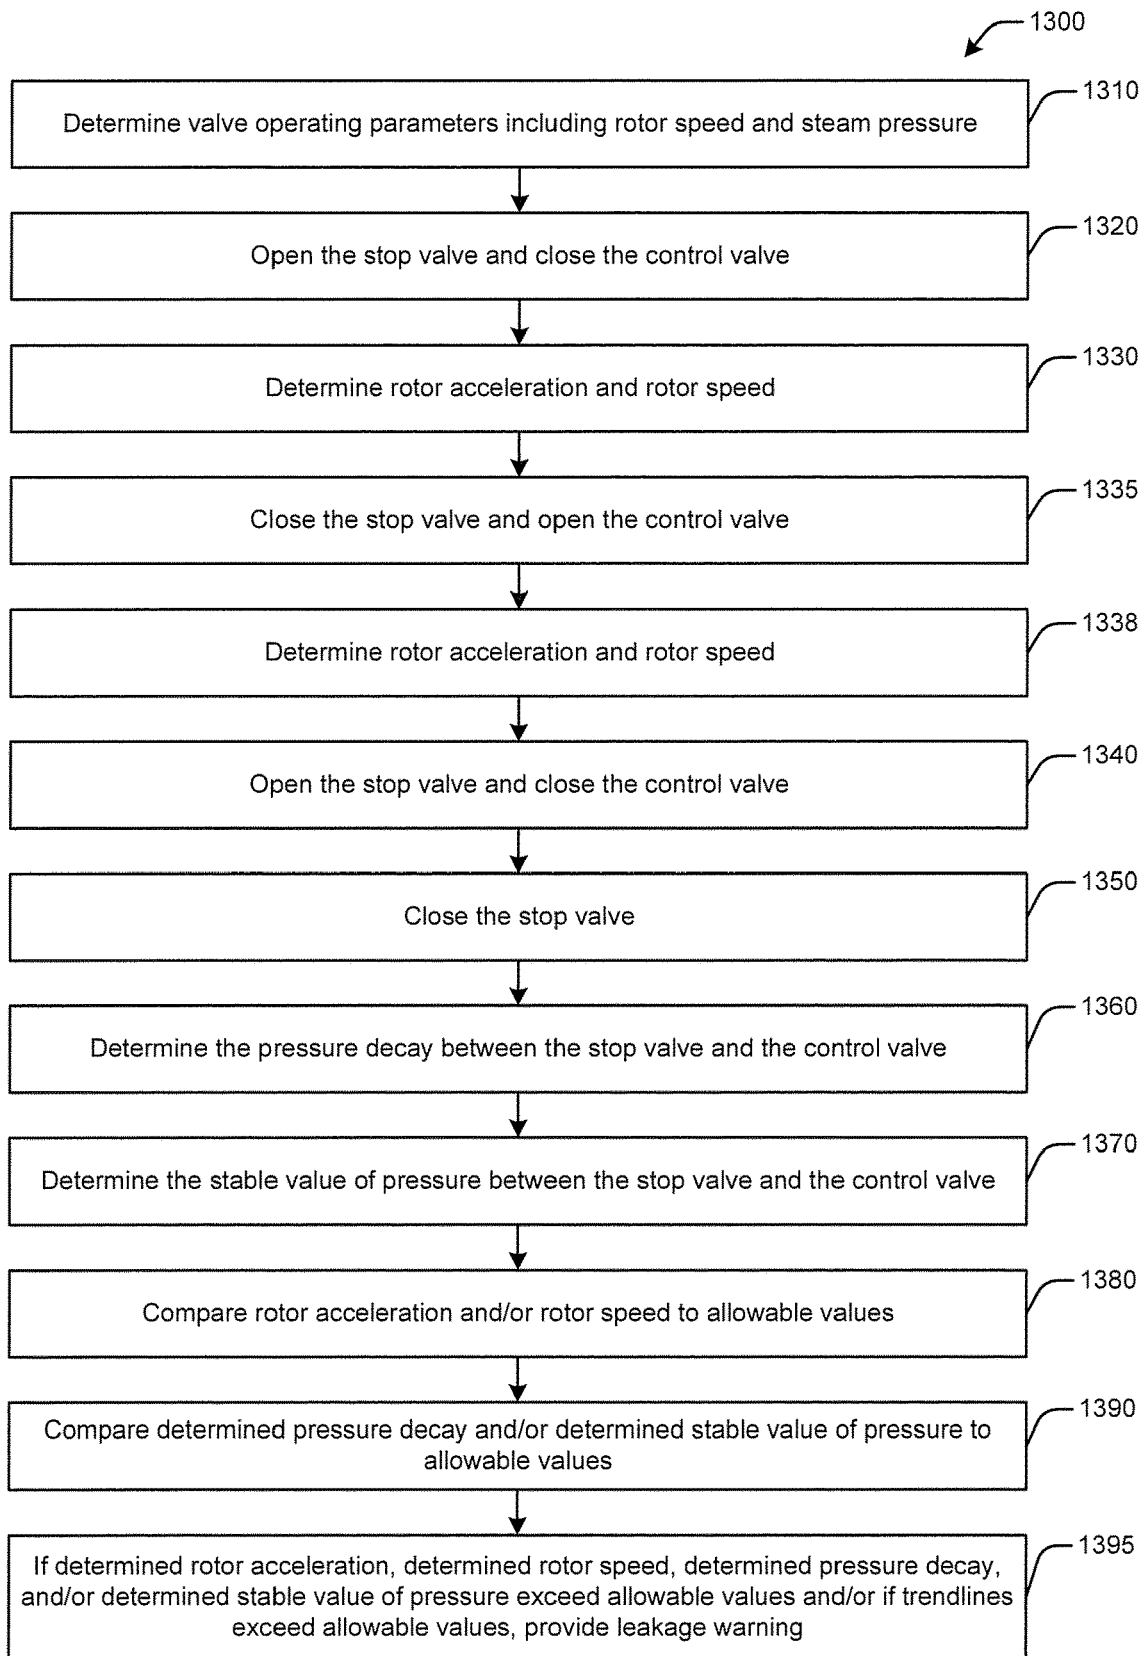 1300
1310
Determine valve operating parameters including rotor speed and steam pressure
1320
Open the stop valve and close the control valve
1330
Determine rotor acceleration and rotor speed
1335
Close the stop valve and open the control valve
1338
Determine rotor acceleration and rotor speed
1340
Open the stop valve and close the control valve
1350
Close the stop valve
1360
Determine the pressure decay between the stop valve and the control valve
1370
Determine the stable value of pressure between the stop valve and the control valve
1380
Compare rotor acceleration and/or rotor speed to allowable values
1390
Compare determined pressure decay and/or determined stable value of pressure to
allowable values
1395
If determined rotor acceleration, determined rotor speed, determined pressure decay,
and/or determined stable value of pressure exceed allowable values and/or if trendlines
exceed allowable values, provide leakage warning